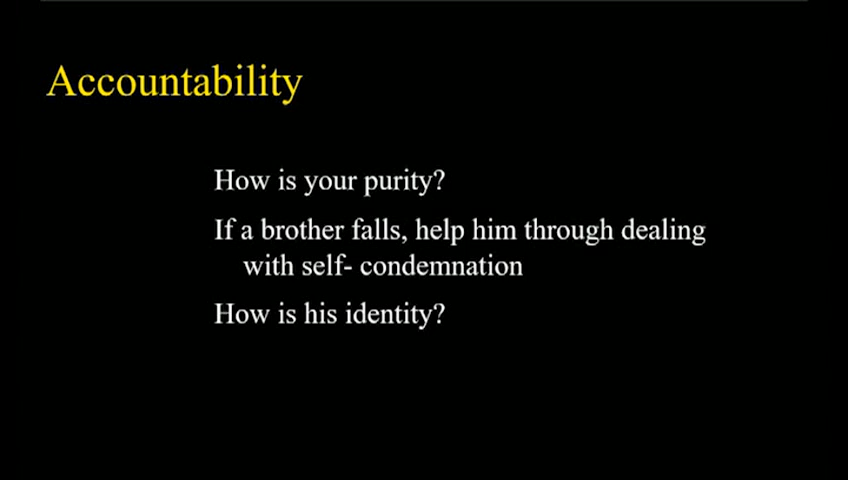 Accountability
How is your purity?
If a brother falls, help him through dealing
with self- condemnation
How is his identity?